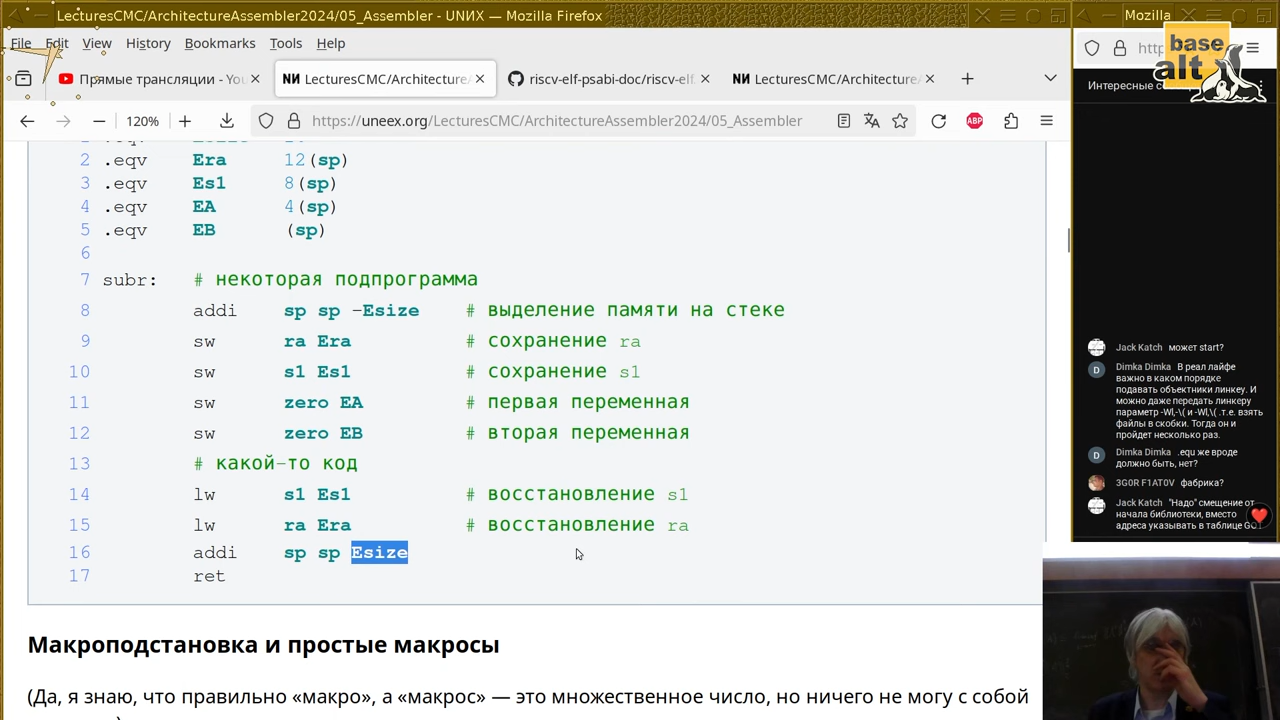 LecturesCMC/ArchitectureAssembler2024/05_Assembler - UNИX — Mozilla Firefox
Mozilla
File Edit View History Bookmarks Tools Help
Прямые трансляции - You
LecturesCMC/Architecture
riscv-elf-psabi-doc/riscv-elf.
LecturesCMC/Architecture
120%
https://uneex.org/LecturesCMC/ArchitectureAssembler2024/05_Assembler
ABP
http
base
alt
Интересные с
2 .eqv Era 12(sp)
3 .eqv Es1 8(sp)
4 .eqv EA 4(sp)
5 .eqv EB (sp)
6
7 subr: # некоторая подпрограмма
8 addi sp sp -Esize # выделение памяти на стеке
9 sw ra Era # сохранение ra
10 sw s1 Es1 # сохранение s1
11 sw zero EA # первая переменная
12 sw zero EB # вторая переменная
13 # какой-то код
14 lw s1 Es1 # восстановление s1
15 lw ra Era # восстановление ra
16 addi sp sp Esize
17 ret
Макроподстановка и простые макросы
(Да, я знаю, что правильно «макро», а «макрос» — это множественное число, но ничего не могу с собой
Jack Katch может start?
Dimka Dimka В реал лайфе
важно в каком порядке
подавать объектники линкеу. И
можно даже передать линкеру
параметр -Wl,-\( и -Wl,\( .т.е. взять
файлы в скобки. Тогда он и
пройдет несколько раз.
Dimka Dimka .equ же вроде
должно быть, нет?
3G0R F1AT0V фабрика?
Jack Katch "Надо" смещение от
начала библиотеки, вместо
адреса указывать в таблице GO